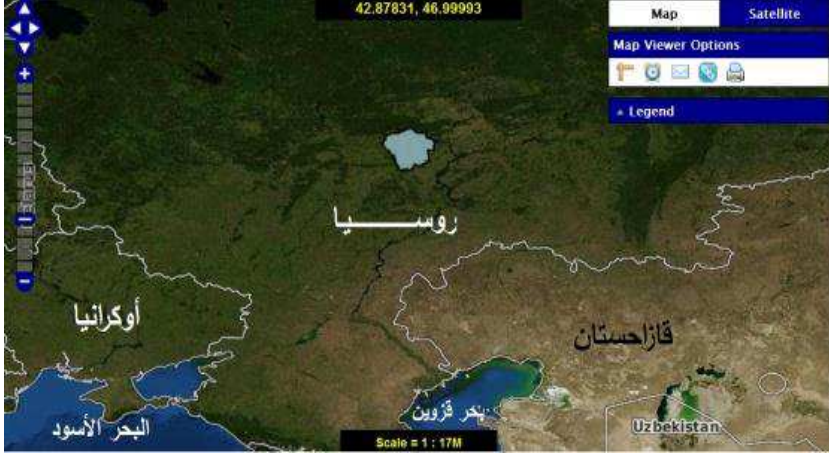 42.87831, 46.99993
Map
Satellite
Map Viewer Options
Legend
روســـــيا
أوكرانيا
قازاحستان
بحر قزوين
البحر الأسود
Uzbekistan
Scale = 1 : 17M